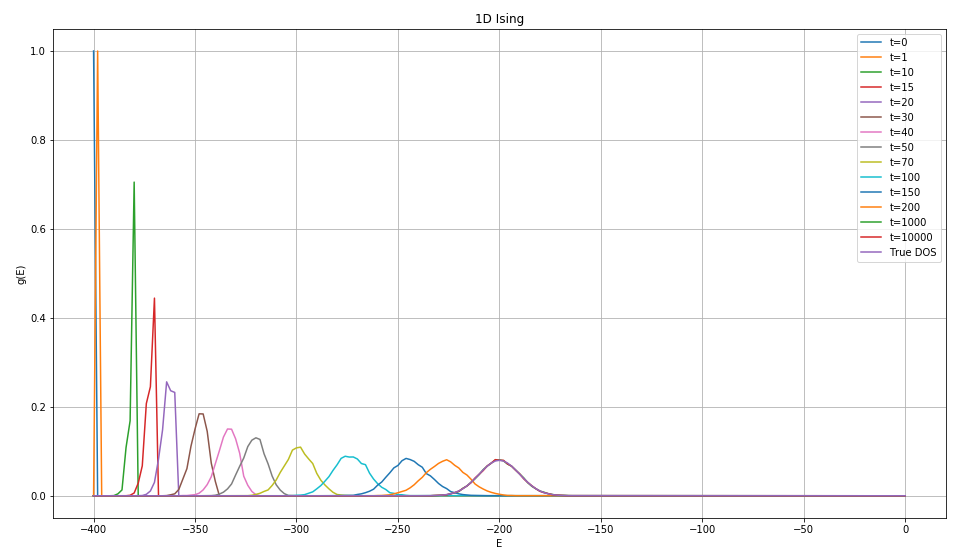 1D Ising
t=0
t=1
t=10
t=15
t=20
t=30
t=40
t=50
t=70
t=100
t=150
t=200
t=1000
t=10000
True DOS
g(E)
1.0
0.8
0.6
0.4
0.2
0.0
−400
−350
−300
−250
−200
−150
−100
−50
0
E